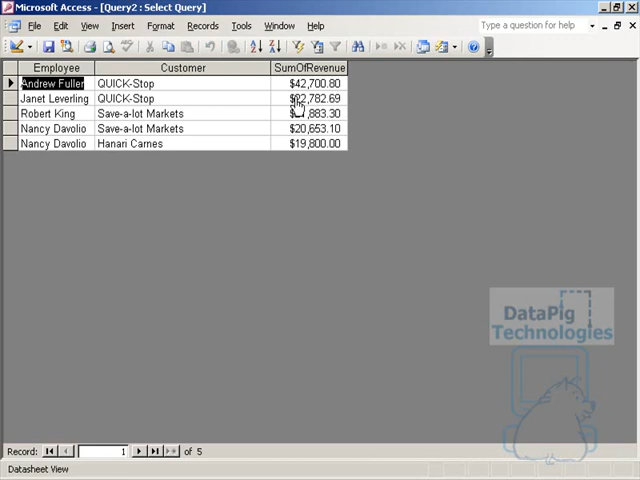 Microsoft Access - [Query2 : Select Query]
File Edit View Insert Format Records Tools Window Help Type a question for help
Employee Customer SumOfRevenue
Andrew Fuller QUICK-Stop $42,700.80
Janet Leverling QUICK-Stop $22,782.69
Robert King Save-a-lot Markets
Nancy Davolio Save-a-lot Markets $20,653.10
Nancy Davolio Hanari Carnes $19,800.00
DataPig
Technologies
Record: 1 of 5
Datasheet View